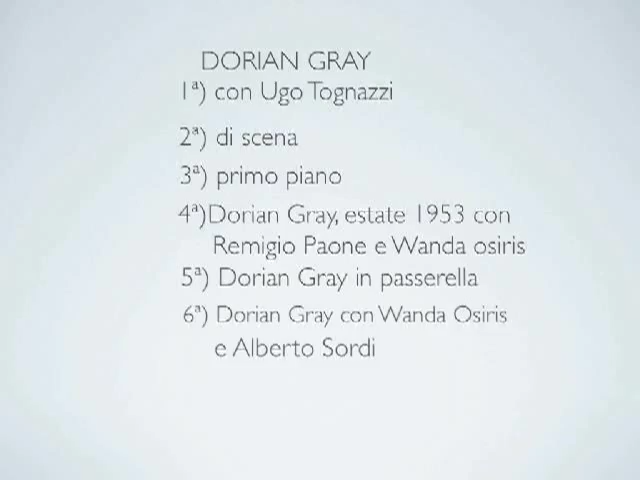 DORIAN GRAY
1ª) con Ugo Tognazzi
2ª) di scena
3ª) primo piano
4ª)Dorian Gray, estate 1953 con
Remigio Paone e Wanda osiris
5ª) Dorian Gray in passerella
6ª) Dorian Gray con Wanda Osiris
e Alberto Sordi